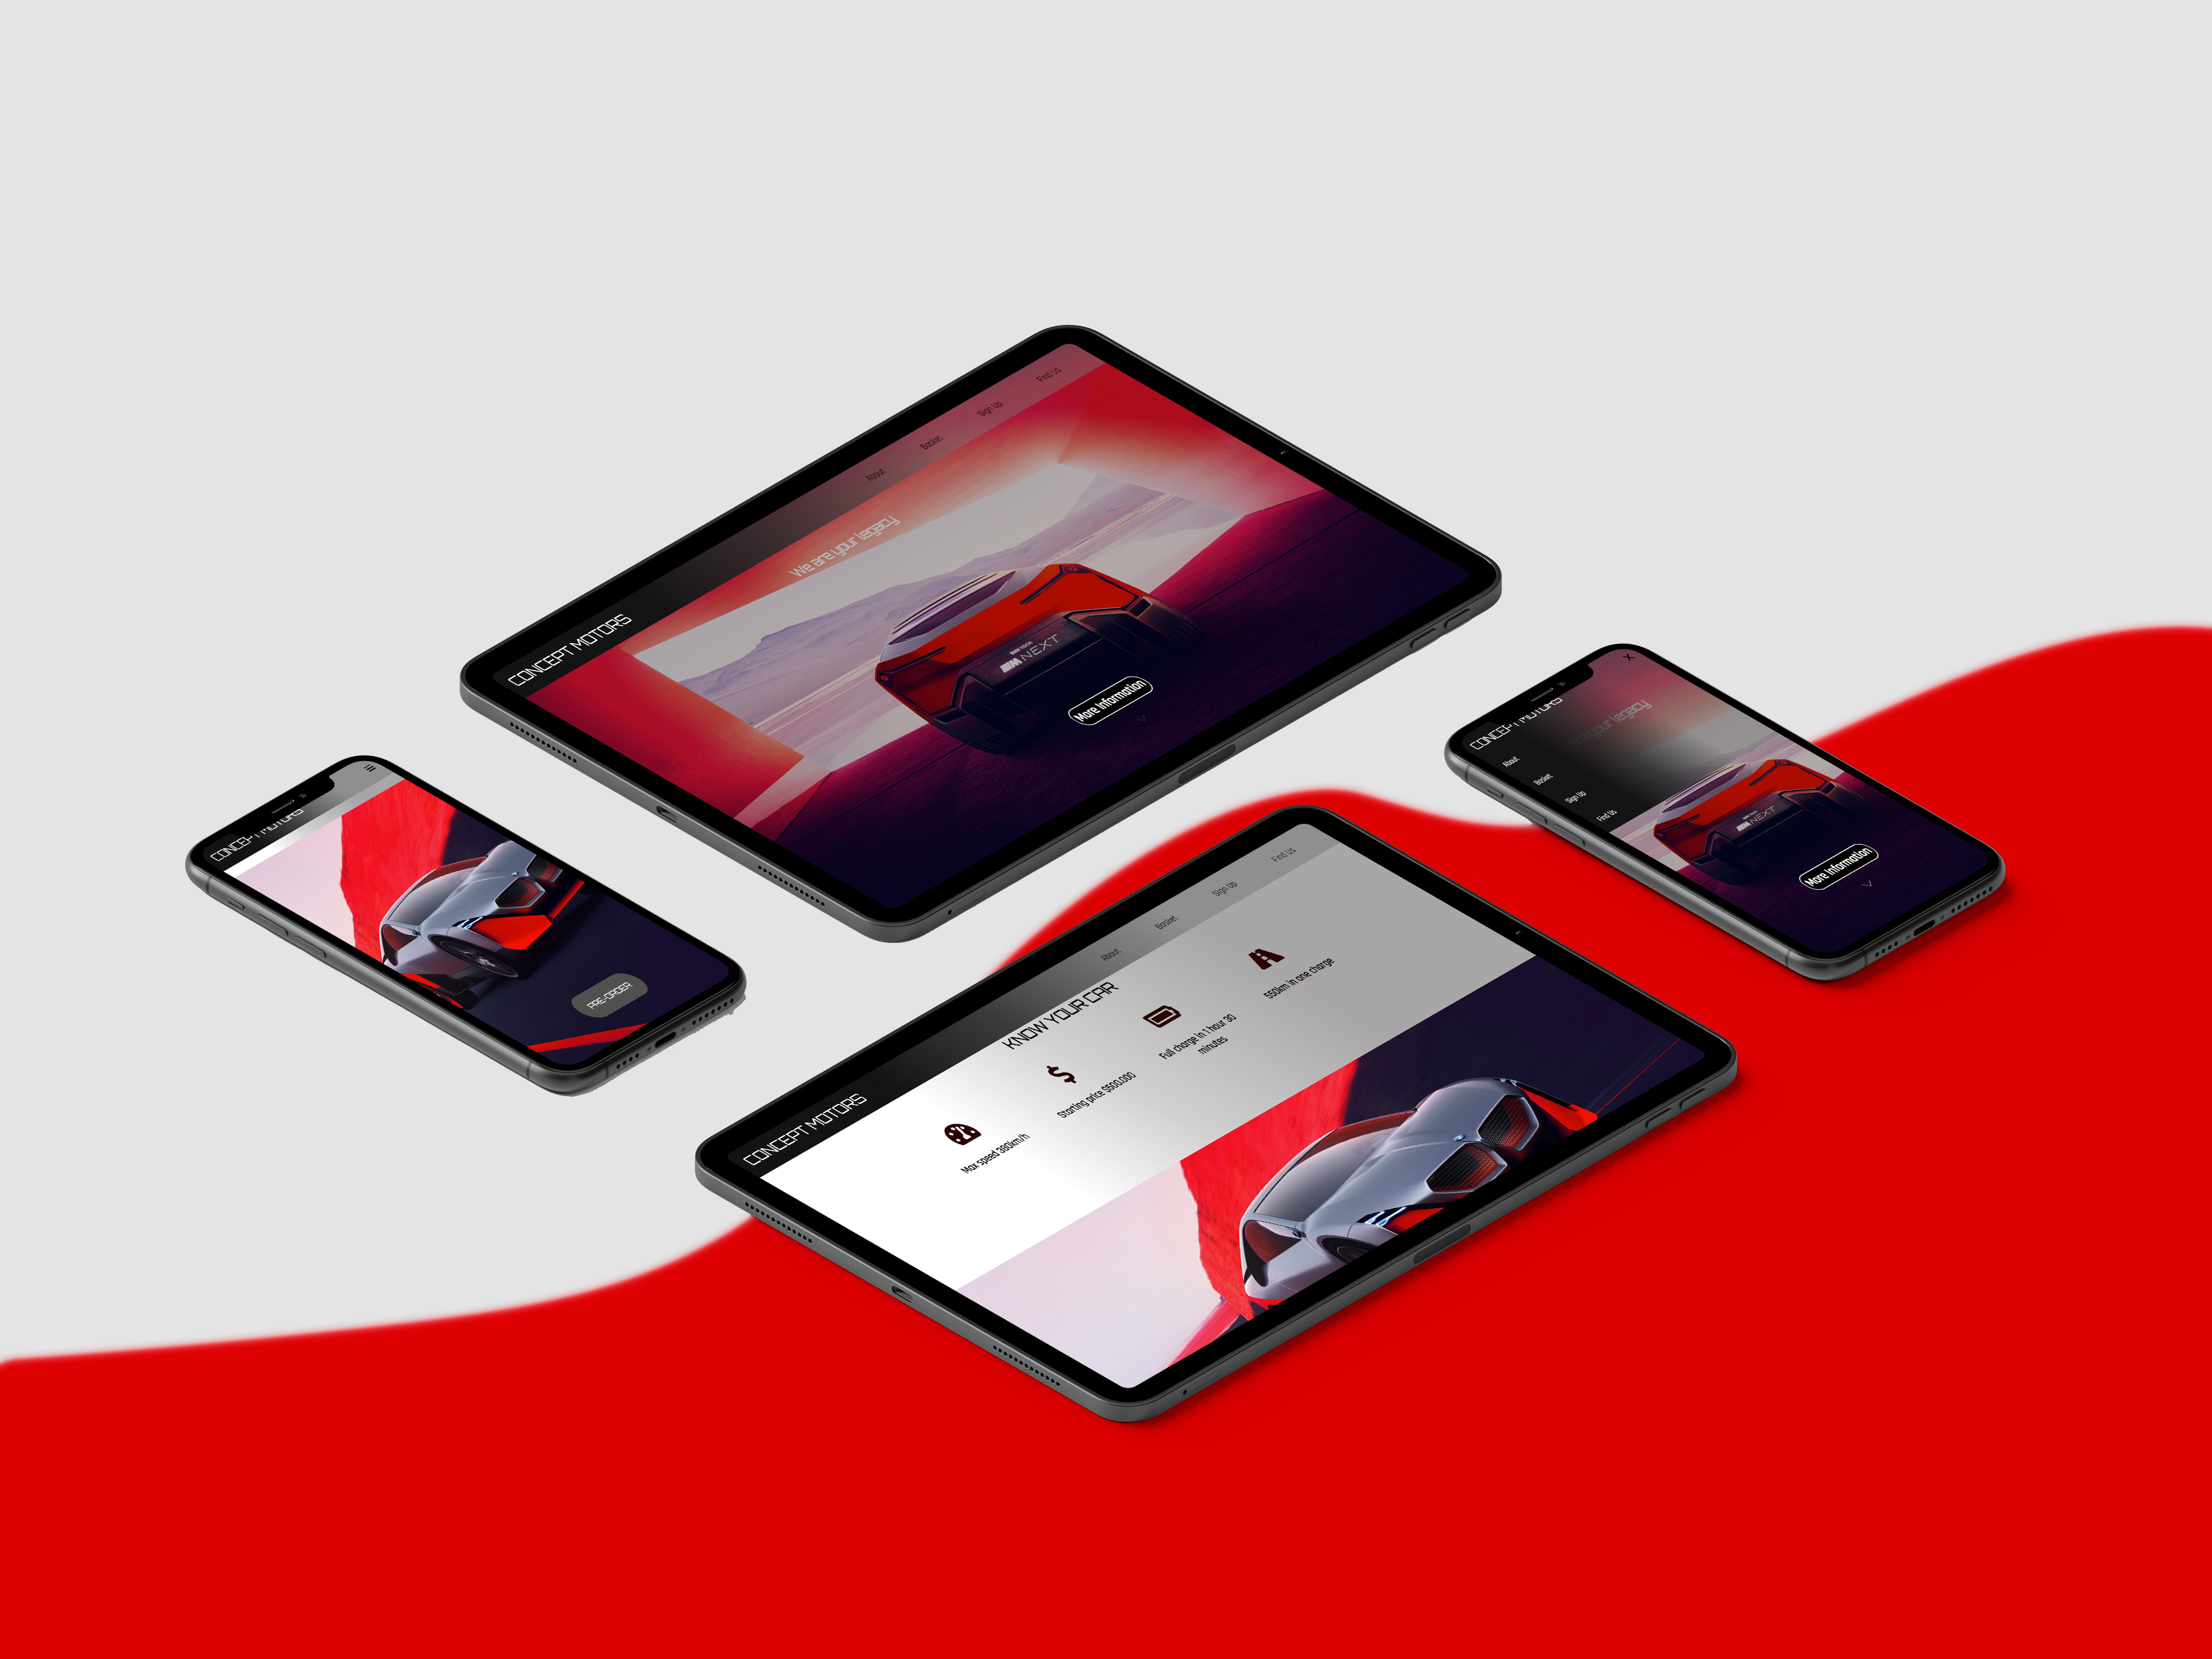 CONCEPT MOTORS
About
Basket
Sign Up
Find Us
We are your legacy
NEXT
More Information
CONCEPT MOTORS
PRE-ORDER
CONCEPT MOTORS
X
your legacy
About
Basket
Sign Up
Find Us
NEXT
More Information
CONCEPT MOTORS
About
Basket
Sign Up
Find Us
KNOW YOUR CAR
Max speed 380km/h
Starting price $500.000
Full charge in 1 hour 30
minutes
550km in one charge